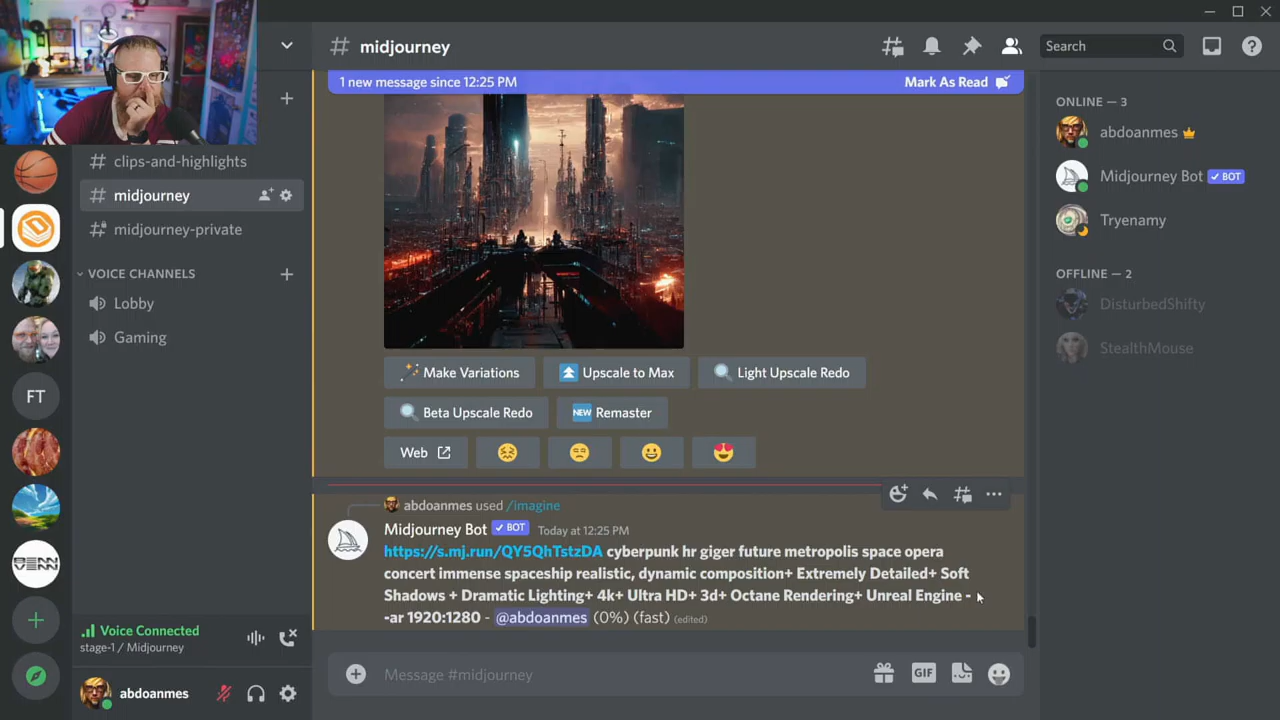 # midjourney
Search
1 new message since 12:25 PM
Mark As Read
# clips-and-highlights
# midjourney
# midjourney-private
VOICE CHANNELS
Lobby
Gaming
FT
BENN
VENN
Voice Connected
stage-1 / Midjourney
abdoanmes
Make Variations
Upscale to Max
Light Upscale Redo
Beta Upscale Redo
NEW Remaster
Web
abdoanmes used /imagine
Midjourney Bot ✓ BOT Today at 12:25 PM
https://s.mj.run/QY5QhTstzDA cyberpunk hr giger future metropolis space opera
concert immense spaceship realistic, dynamic composition+ Extremely Detailed+ Soft
Shadows + Dramatic Lighting+ 4k+ Ultra HD+ 3d+ Octane Rendering+ Unreal Engine -
-ar 1920:1280 - @abdoanmes (0%) (fast) (edited)
Message #midjourney
GIF
ONLINE — 3
abdoanmes
Midjourney Bot ✓ BOT
Tryenamy
OFFLINE — 2
DisturbedShifty
StealthMouse